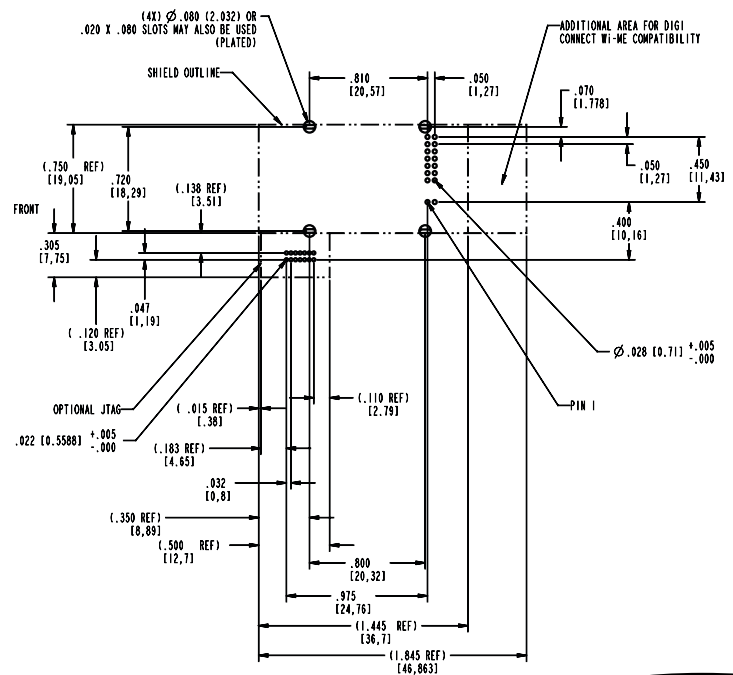 (4X) Ø .080 (2.032) OR
.020 X .080 SLOTS MAY ALSO BE USED
(PLATED)
ADDITIONAL AREA FOR DIGI
CONNECT Wi-ME COMPATIBILITY
SHIELD OUTLINE
.810
[20,57]
.050
[1,27]
.070
[1.778]
(.750 REF)
[19,05]
.720
[18,29]
(.138 REF)
[3.51]
.050
[1,27]
.450
[11,43]
FRONT
.305
[7,75]
.400
[10,16]
.047
[1,19]
( .120 REF)
[3.05]
Ø .028 [0.71] +.005
-.000
OPTIONAL JTAG
( .015 REF)
[.38]
(.110 REF)
[2.79]
PIN 1
.022 [0.5588] +.005
-.000
(.183 REF)
[4.65]
.032
[0,8]
(.350 REF)
[8,89]
(.500 REF)
[12,7]
.800
[20,32]
.975
[24,76]
(1.445 REF)
[36,7]
(1.845 REF)
[46,863]